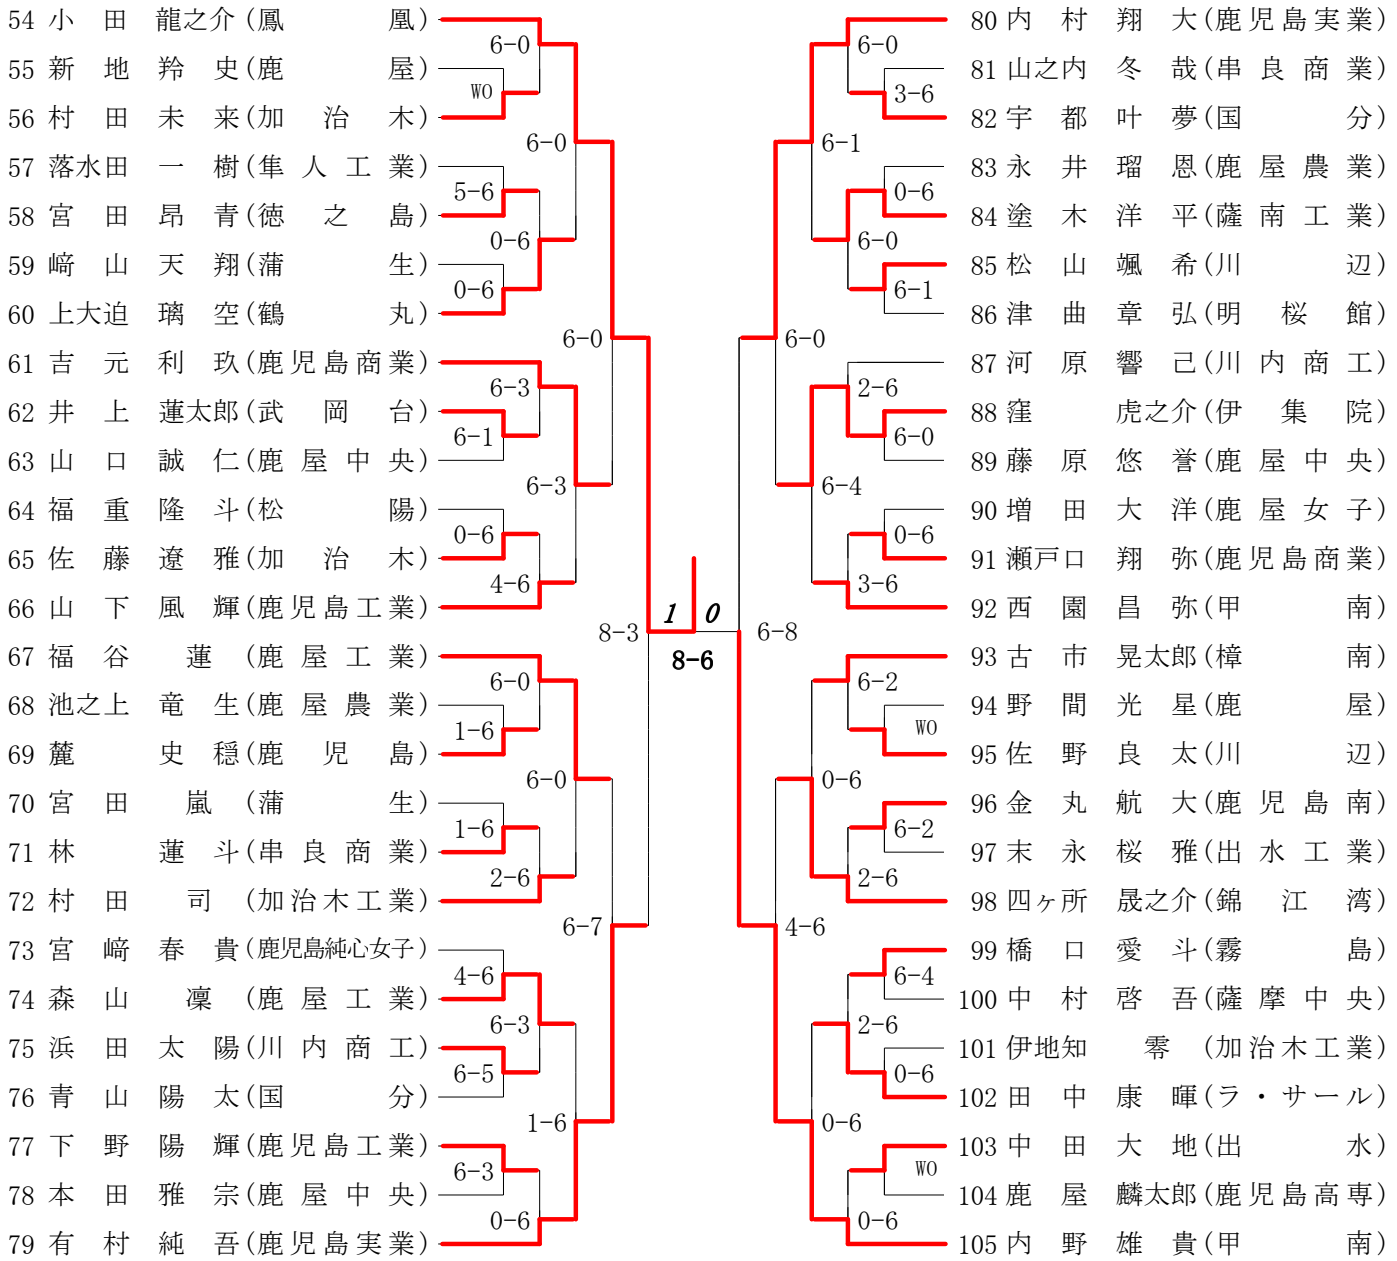 54 小田 龍之介 (鳳凰)
55 新地 羚史 (鹿屋)
56 村田 未来 (加治木)
57 落水田 一樹 (隼人工業)
58 宮田 昂青 (徳之島)
59 﨑山 天翔 (蒲生)
60 上大迫 璃空 (鶴丸)
61 吉元 利玖 (鹿児島商業)
62 井上 蓮太郎 (武岡台)
63 山口 誠仁 (鹿屋中央)
64 福重 隆斗 (松陽)
65 佐藤 遼雅 (加治木)
66 山下 風輝 (鹿児島工業)
67 福谷 蓮 (鹿屋工業)
68 池之上 竜生 (鹿屋農業)
69 麓 史穏 (鹿児島)
70 宮田 嵐 (蒲生)
71 林 蓮斗 (串良商業)
72 村田 司 (加治木工業)
73 宮﨑 春貴 (鹿児島純心女子)
74 森山 凜 (鹿屋工業)
75 浜田 太陽 (川内商工)
76 青山 陽太 (国分)
77 下野 陽輝 (鹿児島工業)
78 本田 雅宗 (鹿屋中央)
79 有村 純吾 (鹿児島実業)
6-0
WO
6-0
5-6
0-6
0-6
6-0
6-3
6-1
6-3
0-6
4-6
8-3
6-0
1-6
6-0
1-6
2-6
6-7
4-6
6-3
6-5
1-6
6-3
0-6
1 0
8-6
6-0
3-6
6-1
0-6
6-0
6-1
6-0
2-6
6-0
6-4
0-6
3-6
6-8
6-2
WO
0-6
6-2
2-6
4-6
6-4
2-6
0-6
0-6
WO
0-6
80 内村 翔大 (鹿児島実業)
81 山之内 冬哉 (串良商業)
82 宇都 叶夢 (国分)
83 永井 瑠恩 (鹿屋農業)
84 塗木 洋平 (薩南工業)
85 松山 颯希 (川辺)
86 津曲 章弘 (明桜館)
87 河原 響己 (川内商工)
88 窪 虎之介 (伊集院)
89 藤原 悠誉 (鹿屋中央)
90 増田 大洋 (鹿屋女子)
91 瀬戸口 翔弥 (鹿児島商業)
92 西園 昌弥 (甲南)
93 古市 晃太郎 (樟南)
94 野間 光星 (鹿屋)
95 佐野 良太 (川辺)
96 金丸 航大 (鹿児島南)
97 末永 桜雅 (出水工業)
98 四ヶ所 晟之介 (錦江湾)
99 橋口 愛斗 (霧島)
100 中村 啓吾 (薩摩中央)
101 伊地知 零 (加治木工業)
102 田中 康暉 (ラ・サール)
103 中田 大地 (出水)
104 鹿屋 麟太郎 (鹿児島高専)
105 内野 雄貴 (甲南)